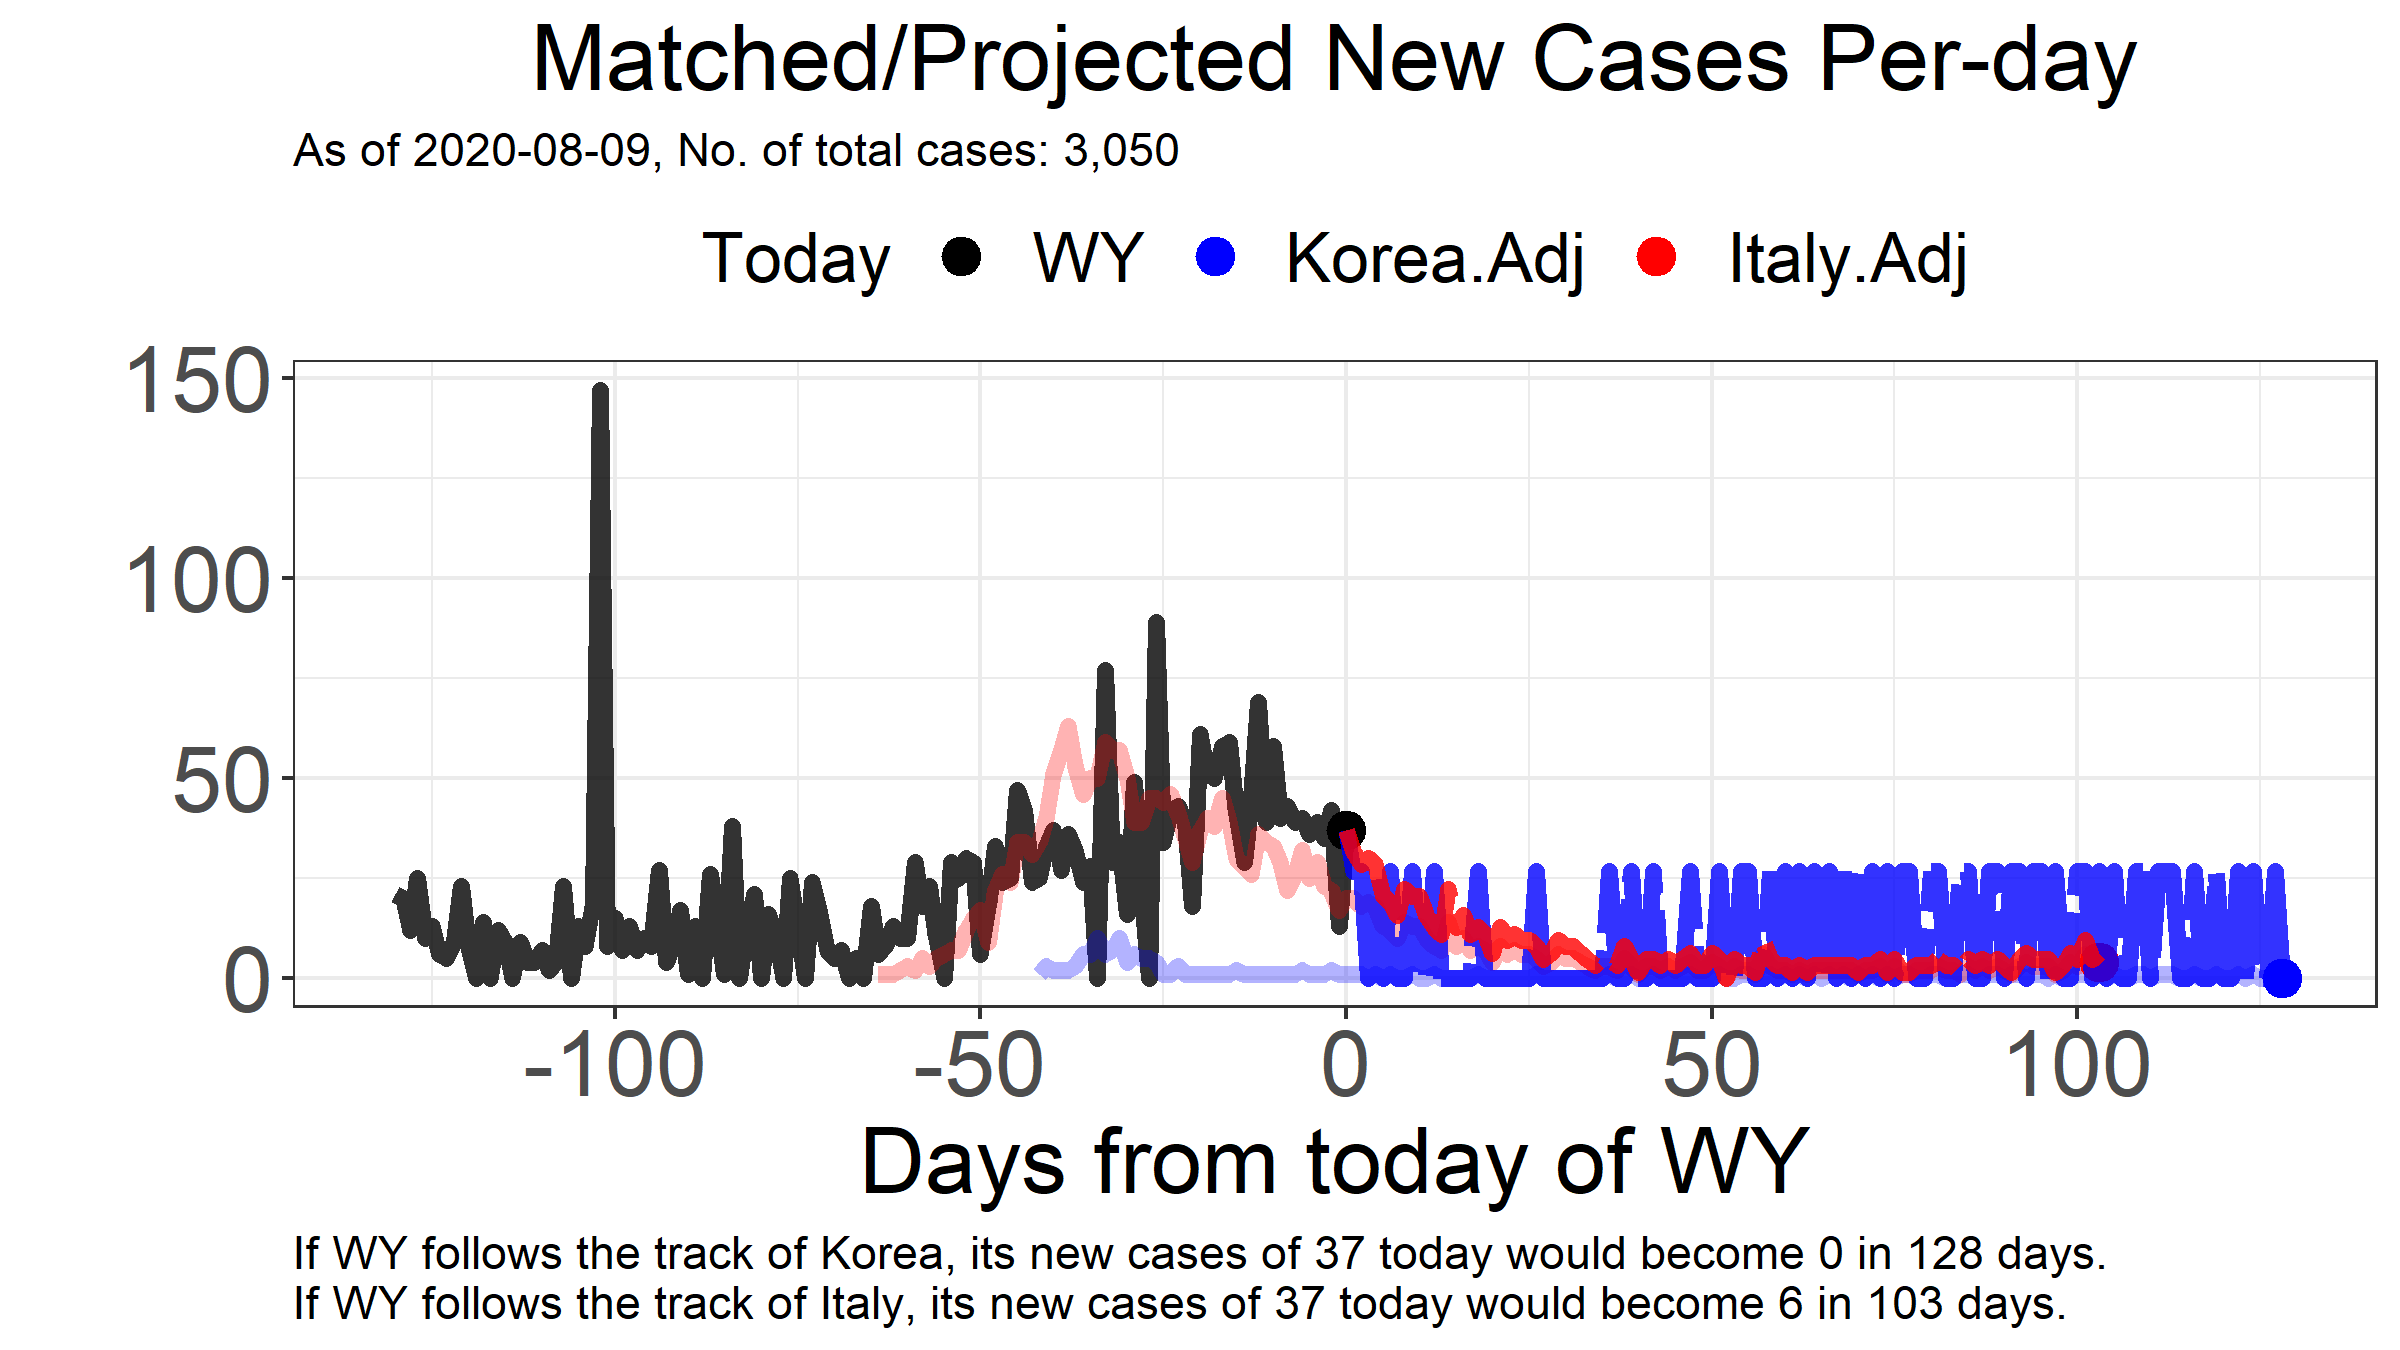 Matched/Projected New Cases Per-day
As of 2020-08-09, No. of total cases: 3,050
Today WY Korea.Adj Italy.Adj
150
100
50
0
-100 -50 0 50 100
Days from today of WY
If WY follows the track of Korea, its new cases of 37 today would become 0 in 128 days.
If WY follows the track of Italy, its new cases of 37 today would become 6 in 103 days.